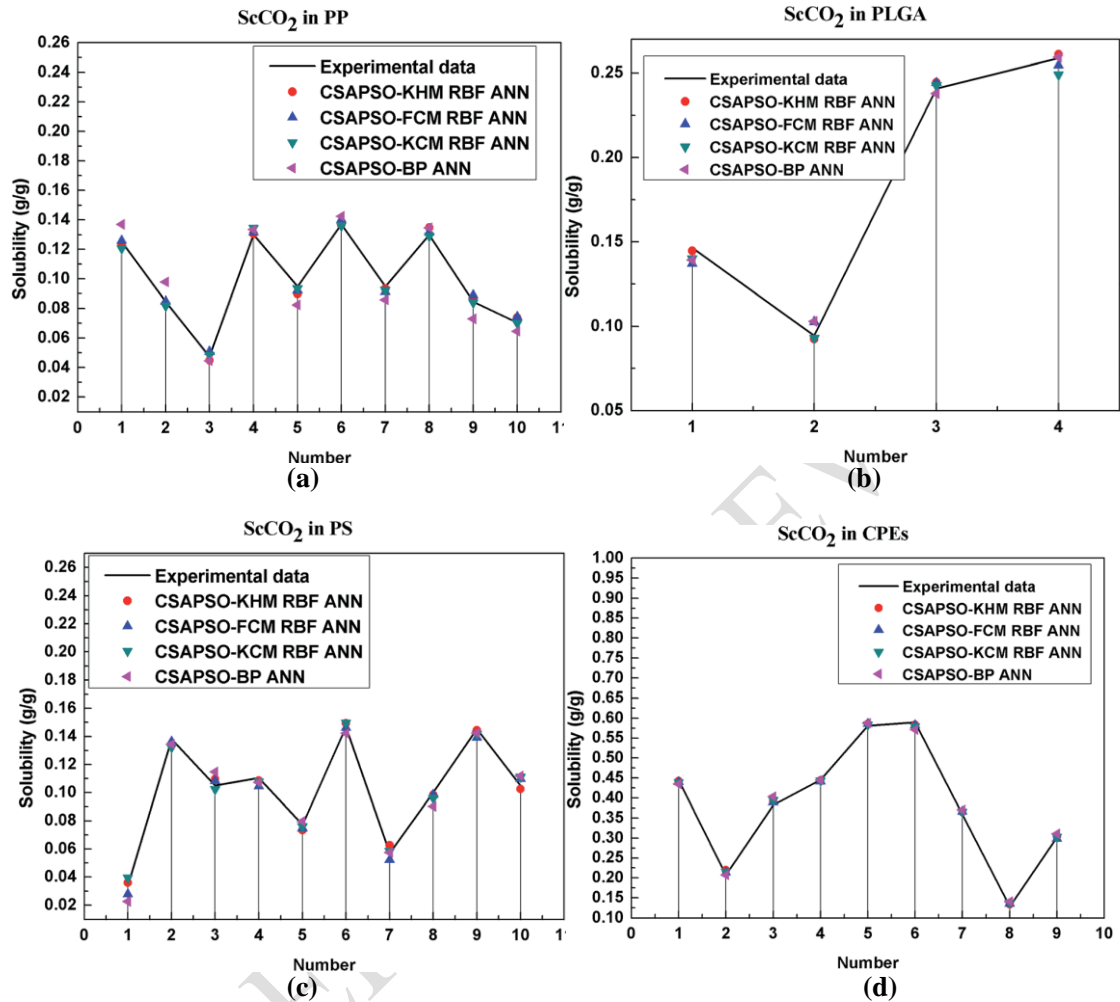 ScCO2 in PP
0.26
0.24
0.22
0.20
0.18
0.16
0.14
0.12
0.10
0.08
0.06
0.04
0.02
Solubility (g/g)
Experimental data
CSAPSO-KHM RBF ANN
CSAPSO-FCM RBF ANN
CSAPSO-KCM RBF ANN
CSAPSO-BP ANN
0 1 2 3 4 5 6 7 8 9 10 11
Number
(a)
ScCO2 in PLGA
0.25
0.20
0.15
0.10
0.05
Solubility (g/g)
Experimental data
CSAPSO-KHM RBF ANN
CSAPSO-FCM RBF ANN
CSAPSO-KCM RBF ANN
CSAPSO-BP ANN
1 2 3 4
Number
(b)
ScCO2 in PS
0.26
0.24
0.22
0.20
0.18
0.16
0.14
0.12
0.10
0.08
0.06
0.04
0.02
Solubility (g/g)
Experimental data
CSAPSO-KHM RBF ANN
CSAPSO-FCM RBF ANN
CSAPSO-KCM RBF ANN
CSAPSO-BP ANN
0 1 2 3 4 5 6 7 8 9 10 11
Number
(c)
ScCO2 in CPEs
1.00
0.95
0.90
0.85
0.80
0.75
0.70
0.65
0.60
0.55
0.50
0.45
0.40
0.35
0.30
0.25
0.20
0.15
0.10
Solubility (g/g)
Experimental data
CSAPSO-KHM RBF ANN
CSAPSO-FCM RBF ANN
CSAPSO-KCM RBF ANN
CSAPSO-BP ANN
0 1 2 3 4 5 6 7 8 9 10
Number
(d)